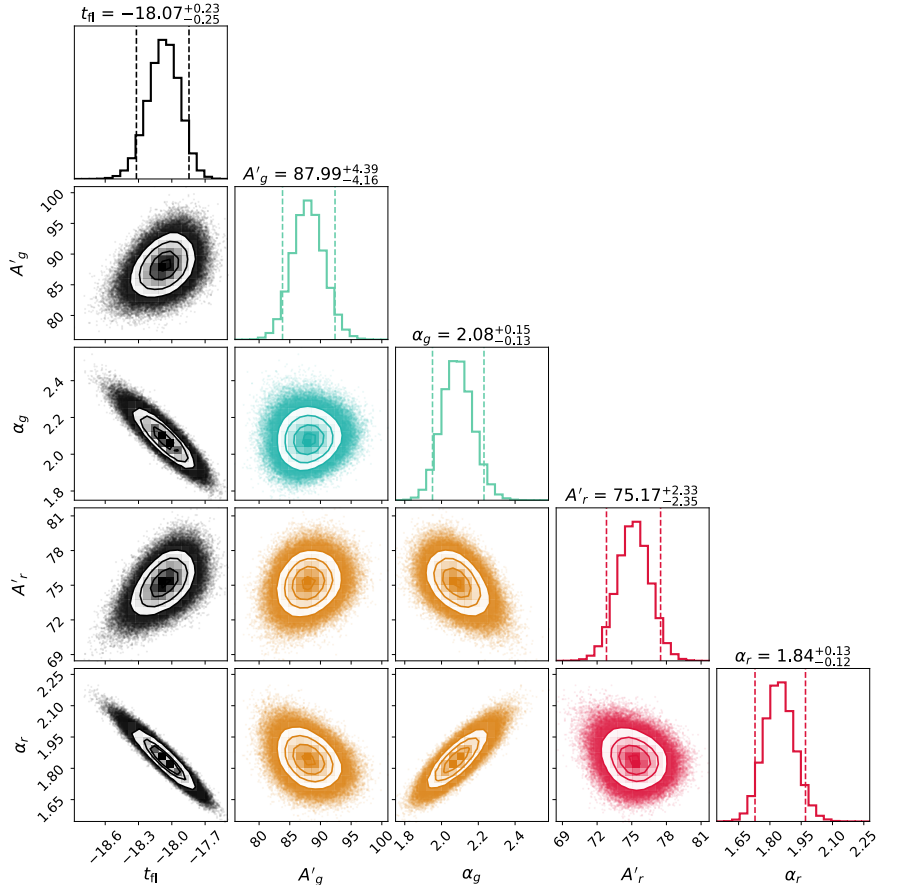 t_fl = −18.07^{+0.23}_{−0.25}
A′_g = 87.99^{+4.39}_{−4.16}
A′_g
100
95
90
85
80
α_g = 2.08^{+0.15}_{−0.13}
α_g
2.4
2.2
2.0
1.8
A′_r = 75.17^{+2.33}_{−2.35}
A′_r
81
78
75
72
69
α_r = 1.84^{+0.13}_{−0.12}
α_r
2.25
2.10
1.95
1.80
1.65
−18.6 −18.3 −18.0 −17.7
80 85 90 95 100
1.8 2.0 2.2 2.4
69 72 75 78 81
1.65 1.80 1.95 2.10 2.25
t_fl A′_g α_g A′_r α_r